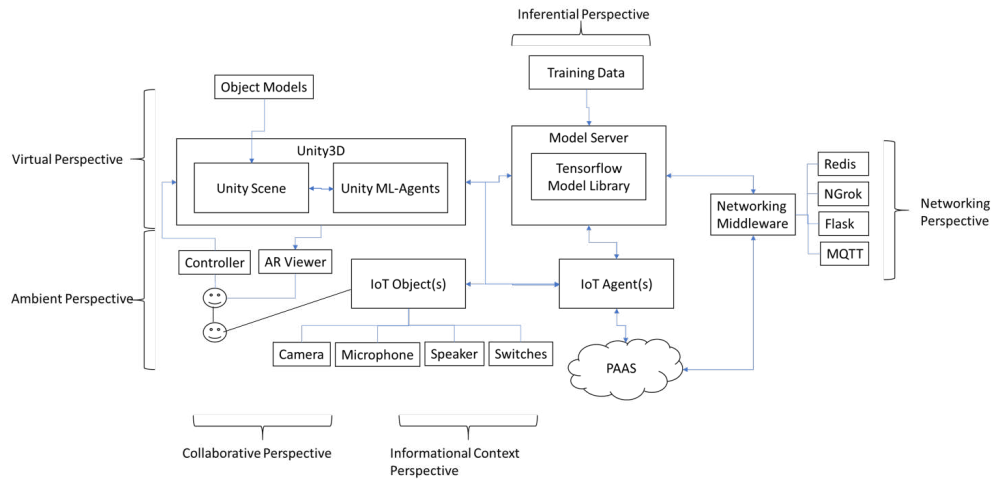 Inferential Perspective
Training Data
Object Models
Model Server
Unity3D
Virtual Perspective
Tensorflow
Model Library
Redis
Unity Scene
Unity ML-Agents
NGrok
Networking
Middleware
Networking
Perspective
Flask
MQTT
Controller
AR Viewer
IoT Object(s)
IoT Agent(s)
Ambient Perspective
Camera
Microphone
Speaker
Switches
PAAS
Collaborative Perspective
Informational Context
Perspective